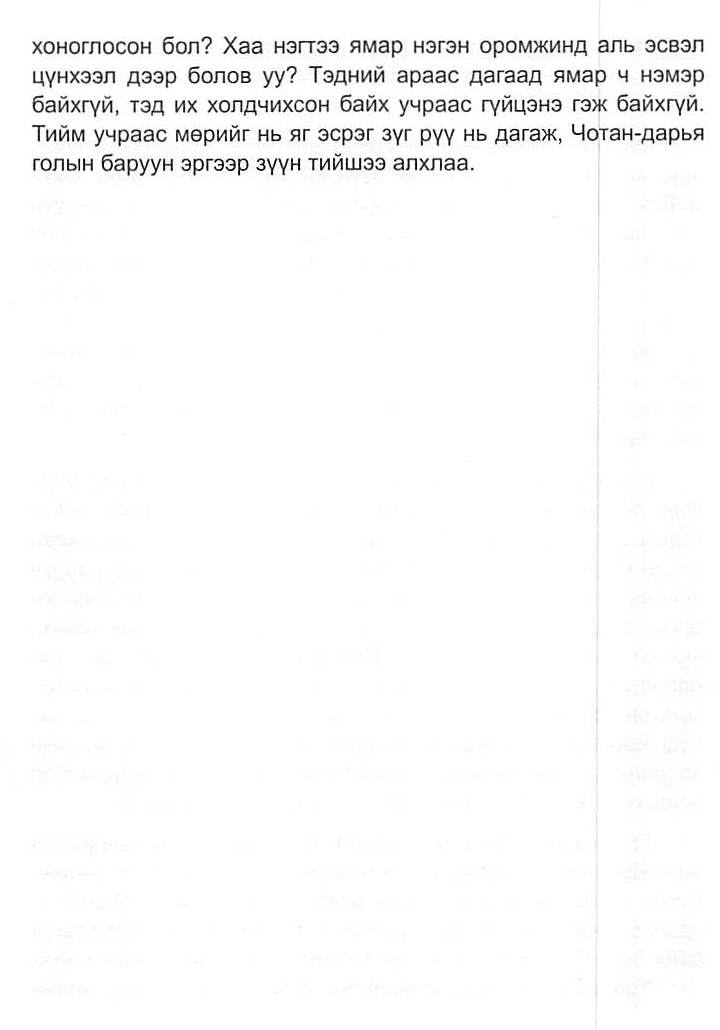 хоноглосон бол? Хаа нэгтээ ямар нэгэн оромжинд аль эсвэл
цүнхээл дээр болов уу? Тэдний араас дагаад ямар ч нэмэр
байхгүй, тэд их холдчихсон байх учраас гүйцэнэ гэж байхгүй.
Тийм учраас мөрийг нь яг эсрэг зүг рүү нь дагаж, Чотан-дарья
голын баруун эргээр зүүн тийшээ алхлаа.